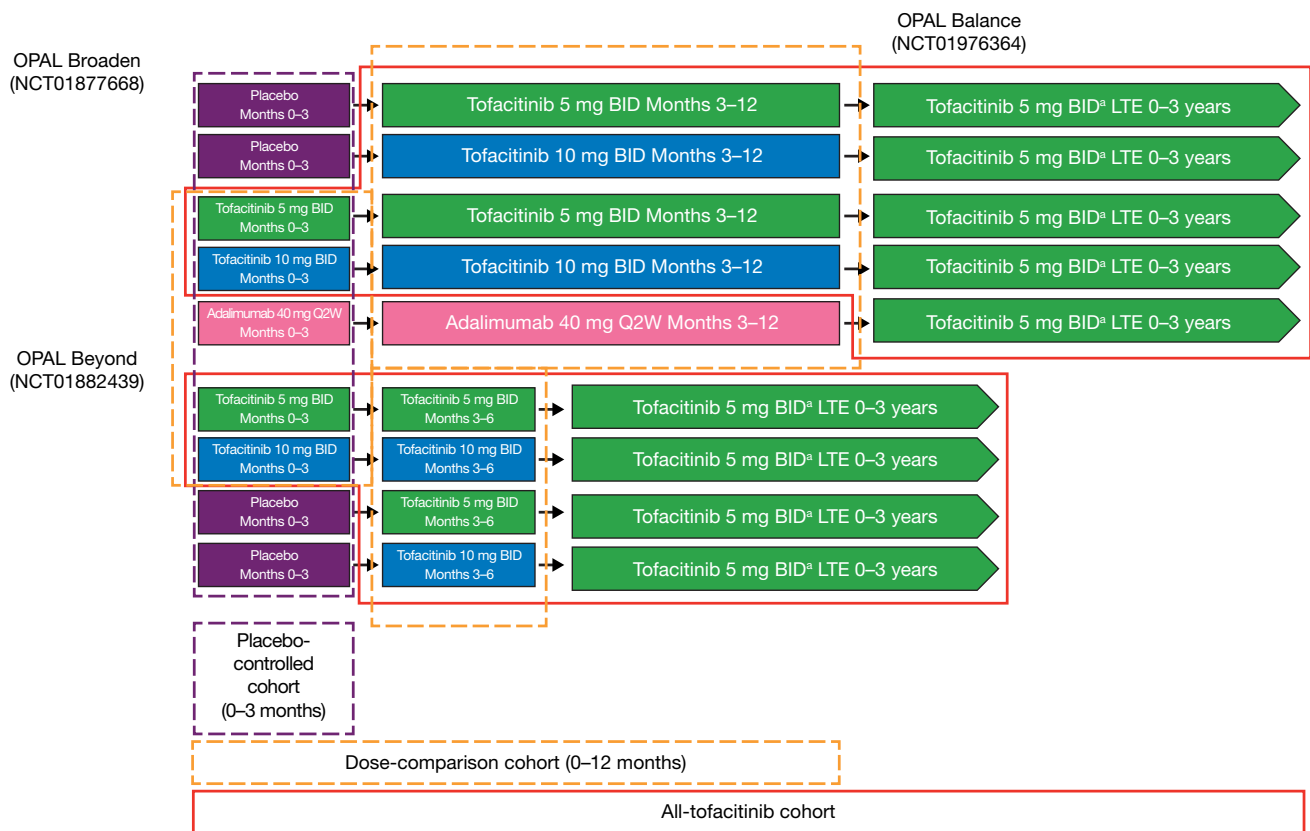 OPAL Balance
(NCT01976364)
OPAL Broaden
(NCT01877668)
Placebo
Months 0–3
Tofacitinib 5 mg BID Months 3–12
Tofacitinib 5 mg BIDª LTE 0–3 years
Placebo
Months 0–3
Tofacitinib 10 mg BID Months 3–12
Tofacitinib 5 mg BIDª LTE 0–3 years
Tofacitinib 5 mg BID
Months 0–3
Tofacitinib 5 mg BID Months 3–12
Tofacitinib 5 mg BIDª LTE 0–3 years
Tofacitinib 10 mg BID
Months 0–3
Tofacitinib 10 mg BID Months 3–12
Tofacitinib 5 mg BIDª LTE 0–3 years
Adalimumab 40 mg Q2W
Months 0–3
Adalimumab 40 mg Q2W Months 3–12
Tofacitinib 5 mg BIDª LTE 0–3 years
OPAL Beyond
(NCT01882439)
Tofacitinib 5 mg BID
Months 0–3
Tofacitinib 5 mg BID
Months 3–6
Tofacitinib 5 mg BIDª LTE 0–3 years
Tofacitinib 10 mg BID
Months 0–3
Tofacitinib 10 mg BID
Months 3–6
Tofacitinib 5 mg BIDª LTE 0–3 years
Placebo
Months 0–3
Tofacitinib 5 mg BID
Months 3–6
Tofacitinib 5 mg BIDª LTE 0–3 years
Placebo
Months 0–3
Tofacitinib 10 mg BID
Months 3–6
Tofacitinib 5 mg BIDª LTE 0–3 years
Placebo-
controlled
cohort
(0–3 months)
Dose-comparison cohort (0–12 months)
All-tofacitinib cohort